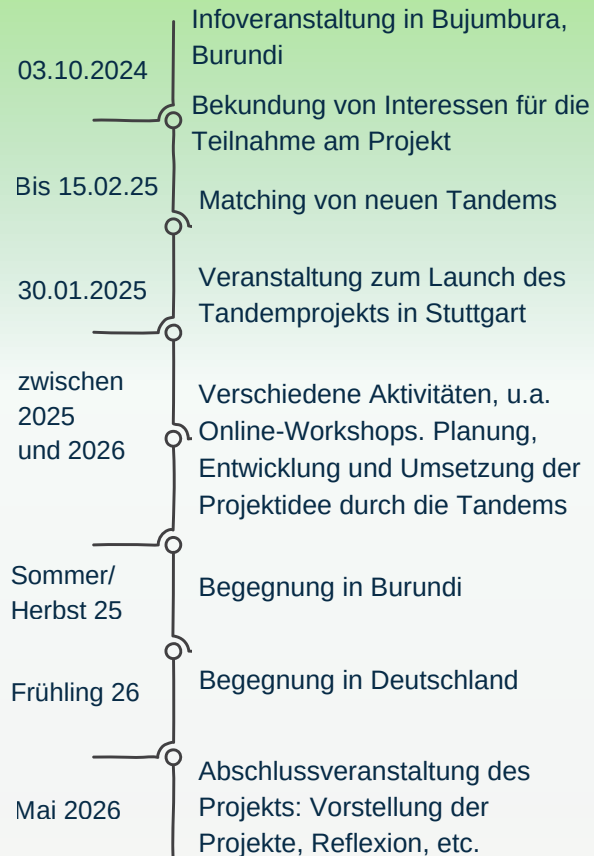 03.10.2024
Infoveranstaltung in Bujumbura,
Burundi
Bekundung von Interessen für die
Teilnahme am Projekt
Bis 15.02.25
Matching von neuen Tandems
30.01.2025
Veranstaltung zum Launch des
Tandemprojekts in Stuttgart
zwischen
2025
und 2026
Verschiedene Aktivitäten, u.a.
Online-Workshops. Planung,
Entwicklung und Umsetzung der
Projektidee durch die Tandems
Sommer/
Herbst 25
Begegnung in Burundi
Frühling 26
Begegnung in Deutschland
Mai 2026
Abschlussveranstaltung des
Projekts: Vorstellung der
Projekte, Reflexion, etc.